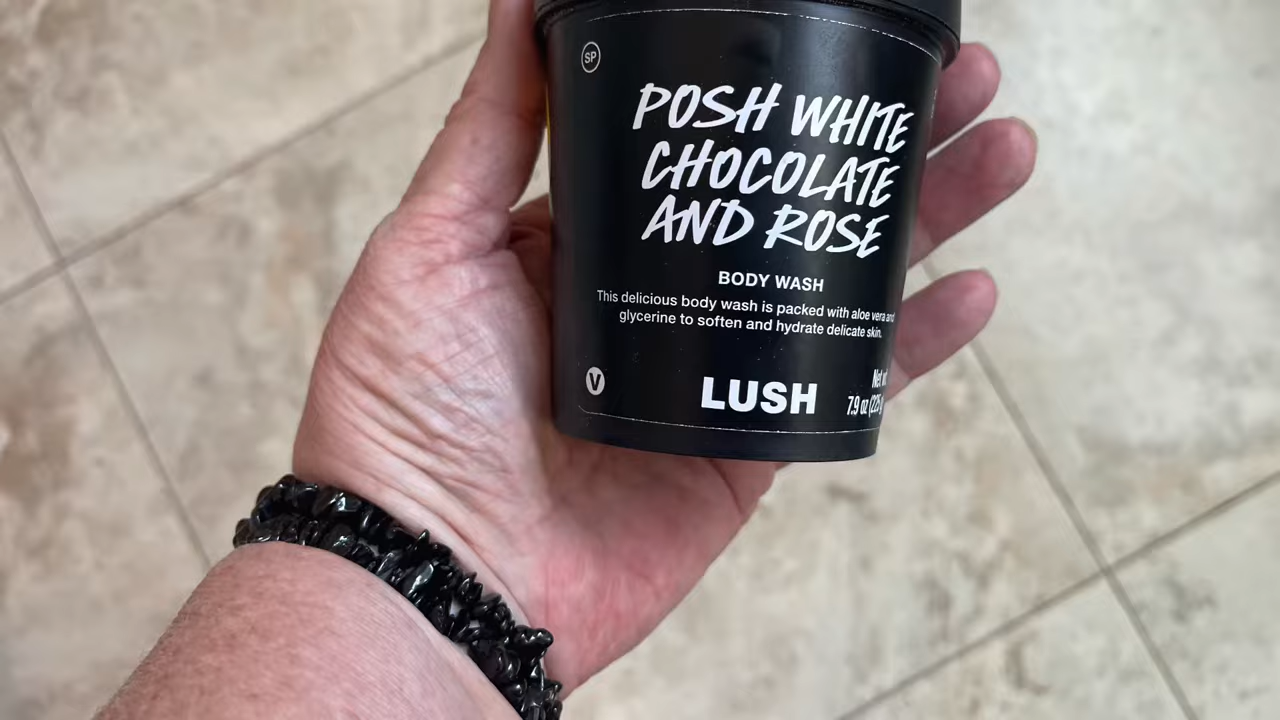 SP
POSH WHITE
CHOCOLATE
AND ROSE
BODY WASH
This delicious body wash is packed with aloe vera and
glycerine to soften and hydrate delicate skin.
V
LUSH
Net wt
7.9 oz (225 g